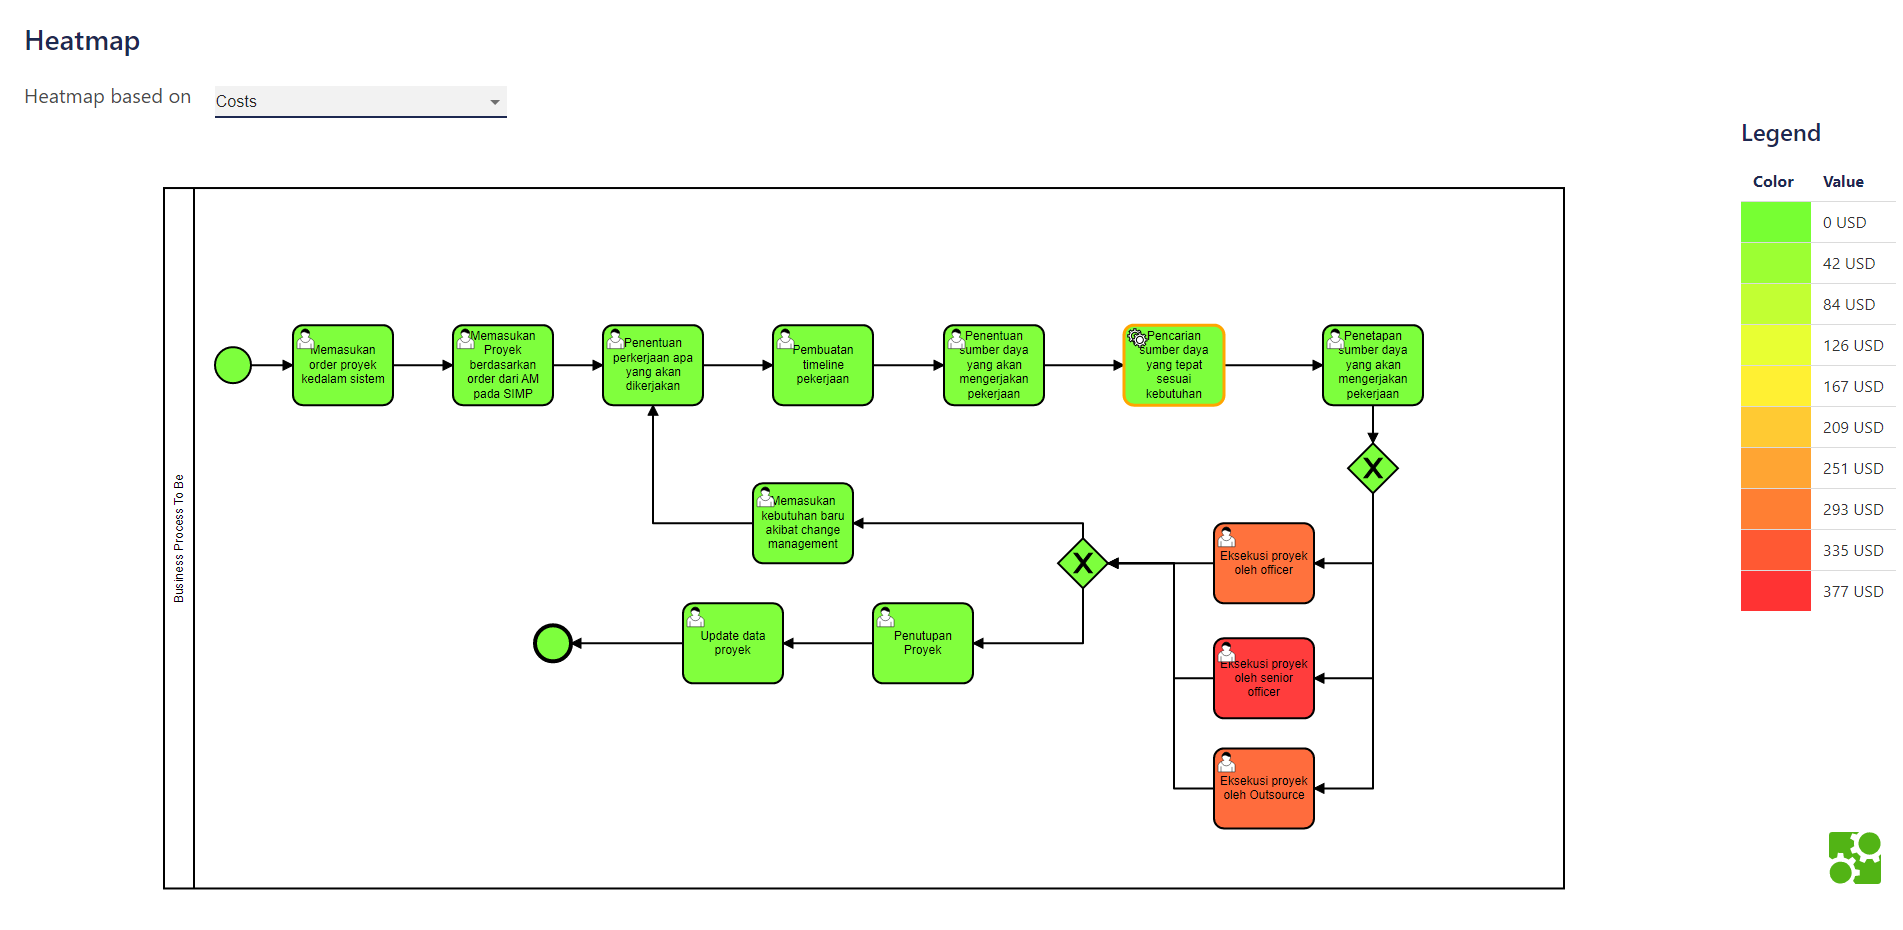 Heatmap
Heatmap based on
Costs
Legend
Color Value
0 USD
42 USD
84 USD
126 USD
167 USD
209 USD
251 USD
293 USD
335 USD
377 USD
Business Process To Be
Memasukan
order proyek
kedalam sistem
Memasukan
Proyek
berdasarkan
order dari AM
pada SIMP
Penentuan
perkerjaan apa
yang akan
dikerjakan
Pembuatan
timeline
pekerjaan
Penentuan
sumber daya
yang akan
mengerjakan
pekerjaan
Pencarian
sumber daya
yang tepat
sesuai
kebutuhan
Penetapan
sumber daya
yang akan
mengerjakan
pekerjaan
X
Memasukan
kebutuhan baru
akibat change
management
X
Eksekusi proyek
oleh officer
Update data
proyek
Penutupan
Proyek
Eksekusi proyek
oleh senior
officer
Eksekusi proyek
oleh Outsource